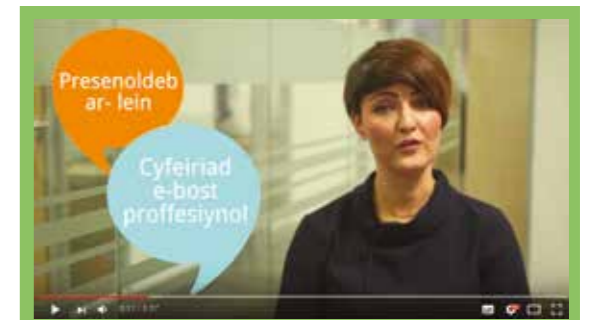 Presenoldeb
ar- lein
Cyfeiriad
e-bost
proffesiynol